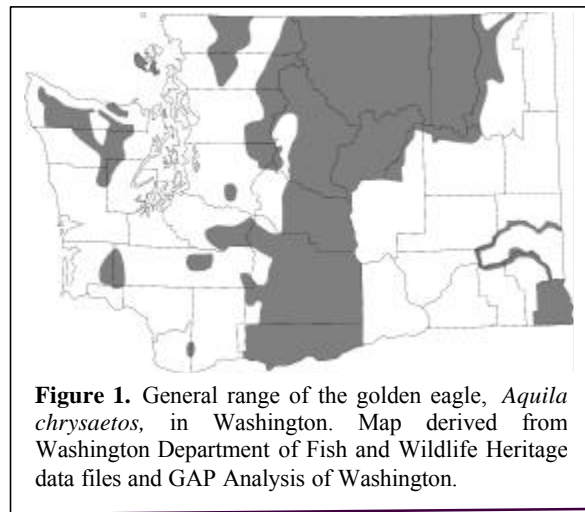 Figure 1. General range of the golden eagle, Aquila
chrysaetos, in Washington. Map derived from
Washington Department of Fish and Wildlife Heritage
data files and GAP Analysis of Washington.